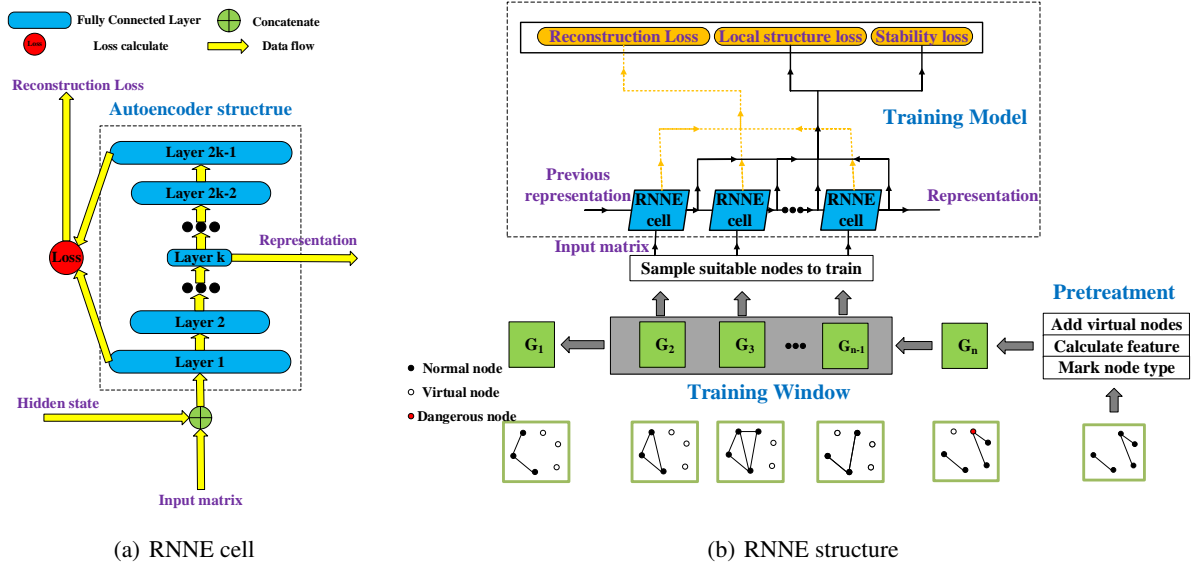 Fully Connected Layer
Concatenate
Loss
Loss calculate
Data flow
Reconstruction Loss
Autoencoder structrue
Layer 2k-1
Layer 2k-2
Loss
Layer k
Representation
Layer 2
Layer 1
Hidden state
Input matrix
(a) RNNE cell
Reconstruction Loss
Local structure loss
Stability loss
Training Model
Previous representation
RNNE cell
RNNE cell
RNNE cell
Representation
Input matrix
Sample suitable nodes to train
Pretreatment
Add virtual nodes
Calculate feature
Mark node type
G1
G2
G3
Gn-1
Gn
Training Window
Normal node
Virtual node
Dangerous node
(b) RNNE structure